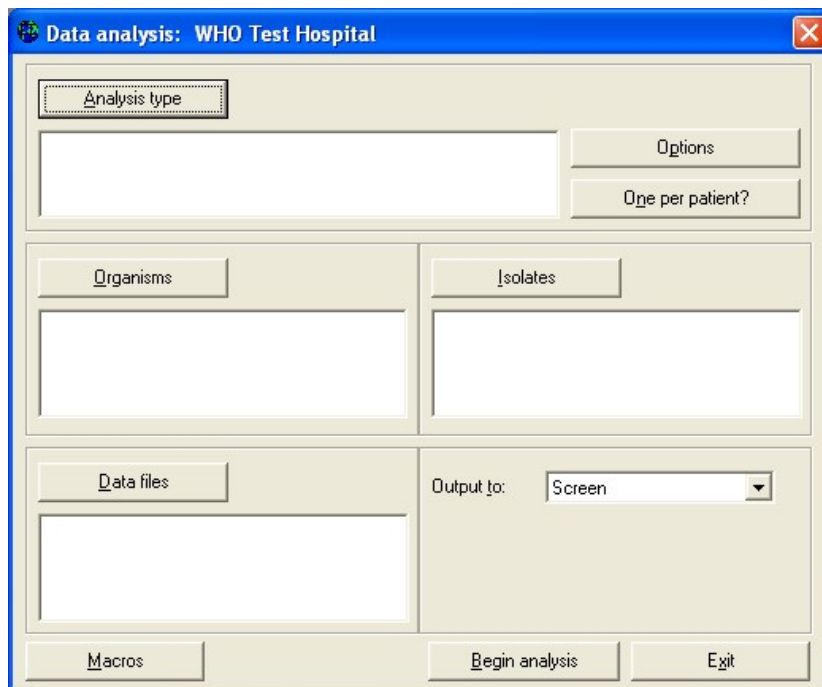 Data analysis: WHO Test Hospital
Analysis type
Options
One per patient?
Organisms
Isolates
Data files
Output to: Screen
Macros
Begin analysis
Exit